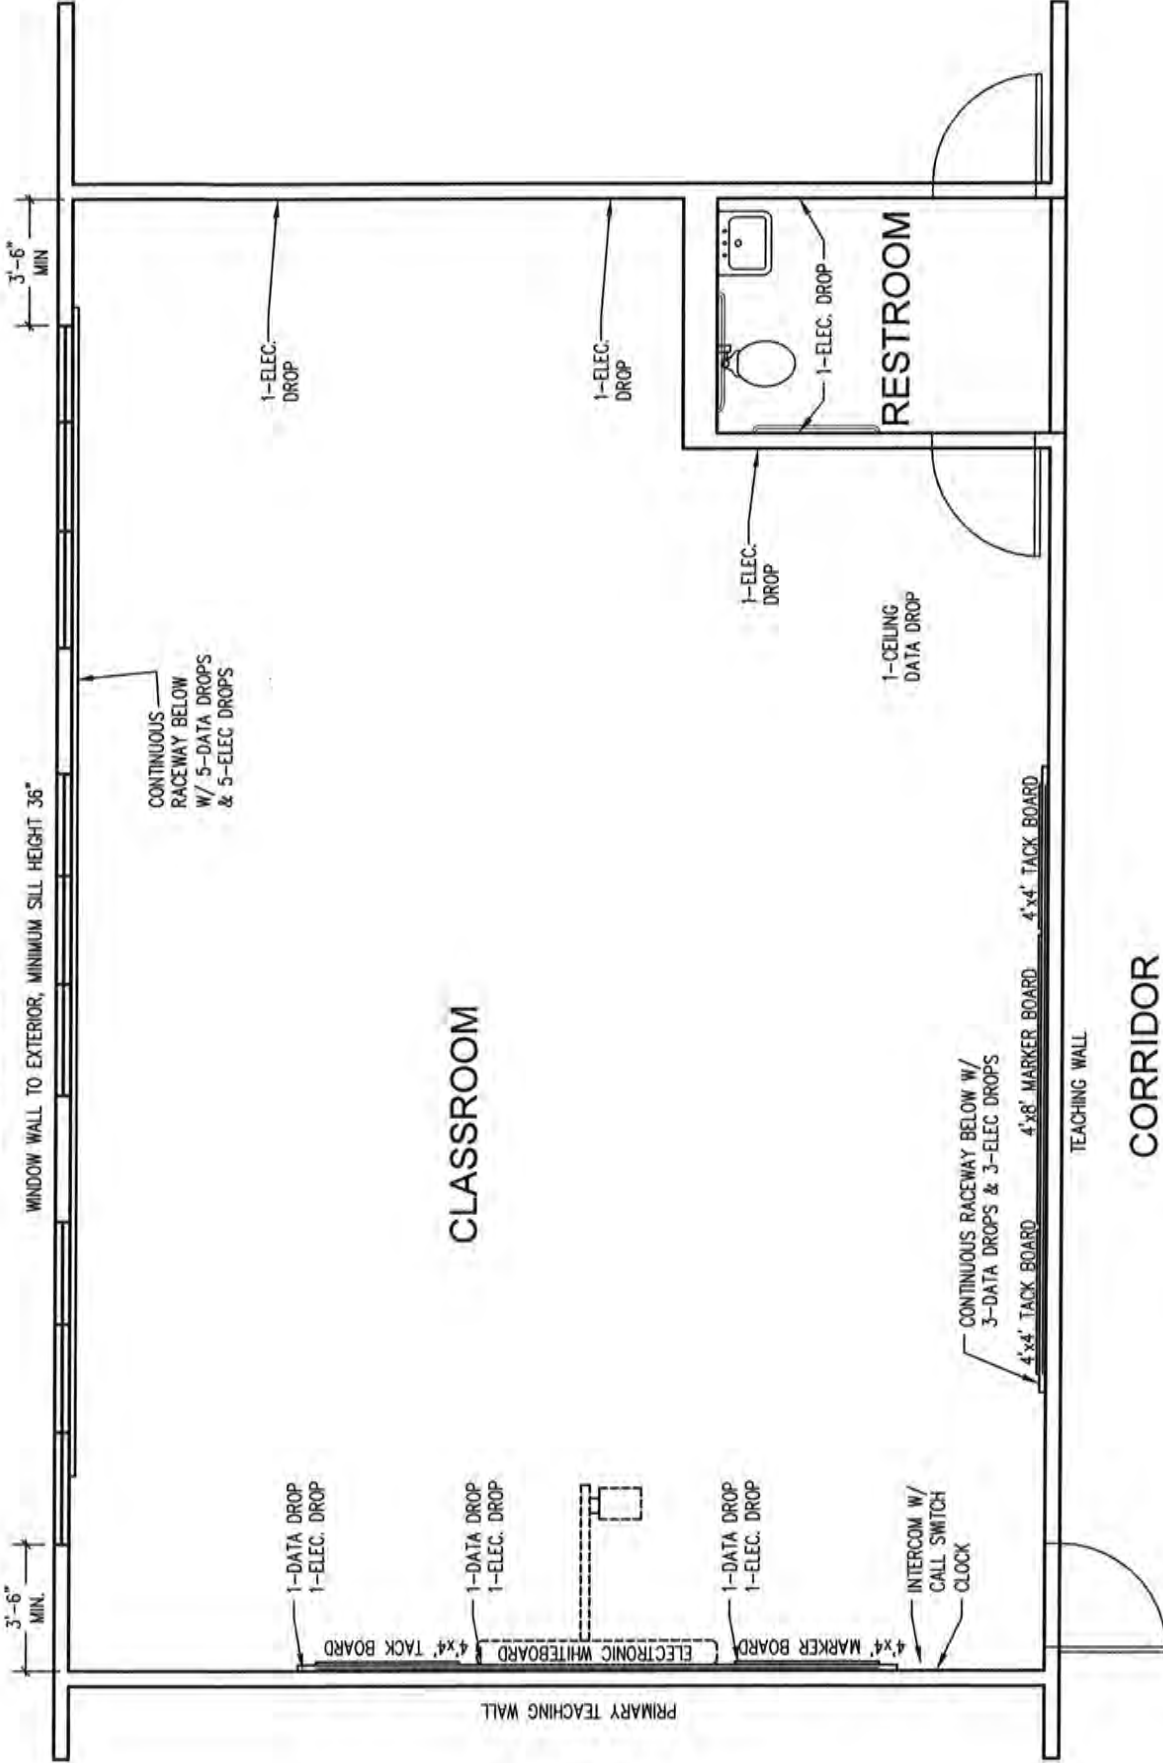 WINDOW WALL TO EXTERIOR, MINIMUM SILL HEIGHT 36"
3'-6"
MIN.
3'-6"
MIN
CONTINUOUS
RACEWAY BELOW
W/ 5-DATA DROPS
& 5-ELEC DROPS
1-ELEC.
DROP
1-ELEC.
DROP
1-DATA DROP
1-ELEC. DROP
1-DATA DROP
1-ELEC. DROP
1-DATA DROP
1-ELEC. DROP
4'x4' TACK BOARD
ELECTRONIC WHITEBOARD
4'x4' MARKER BOARD
PRIMARY TEACHING WALL
CLASSROOM
1-ELEC.
DROP
1-ELEC. DROP
RESTROOM
1-CEILING
DATA DROP
INTERCOM W/
CALL SWITCH
CLOCK
CONTINUOUS RACEWAY BELOW W/
3-DATA DROPS & 3-ELEC DROPS
4'x4' TACK BOARD
4'x8' MARKER BOARD
4'x4' TACK BOARD
TEACHING WALL
CORRIDOR